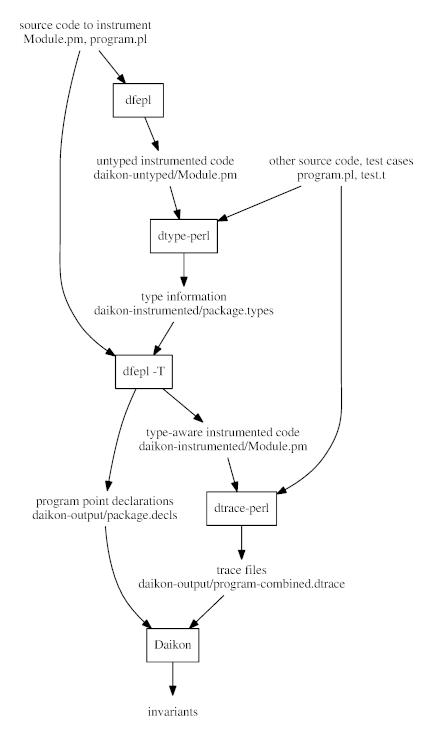 source code to instrument
Module.pm, program.pl
dfepl
untyped instrumented code
daikon-untyped/Module.pm
other source code, test cases
program.pl, test.t
dtype-perl
type information
daikon-instrumented/package.types
dfepl -T
type-aware instrumented code
daikon-instrumented/Module.pm
program point declarations
daikon-output/package.decls
dtrace-perl
trace files
daikon-output/program-combined.dtrace
Daikon
invariants